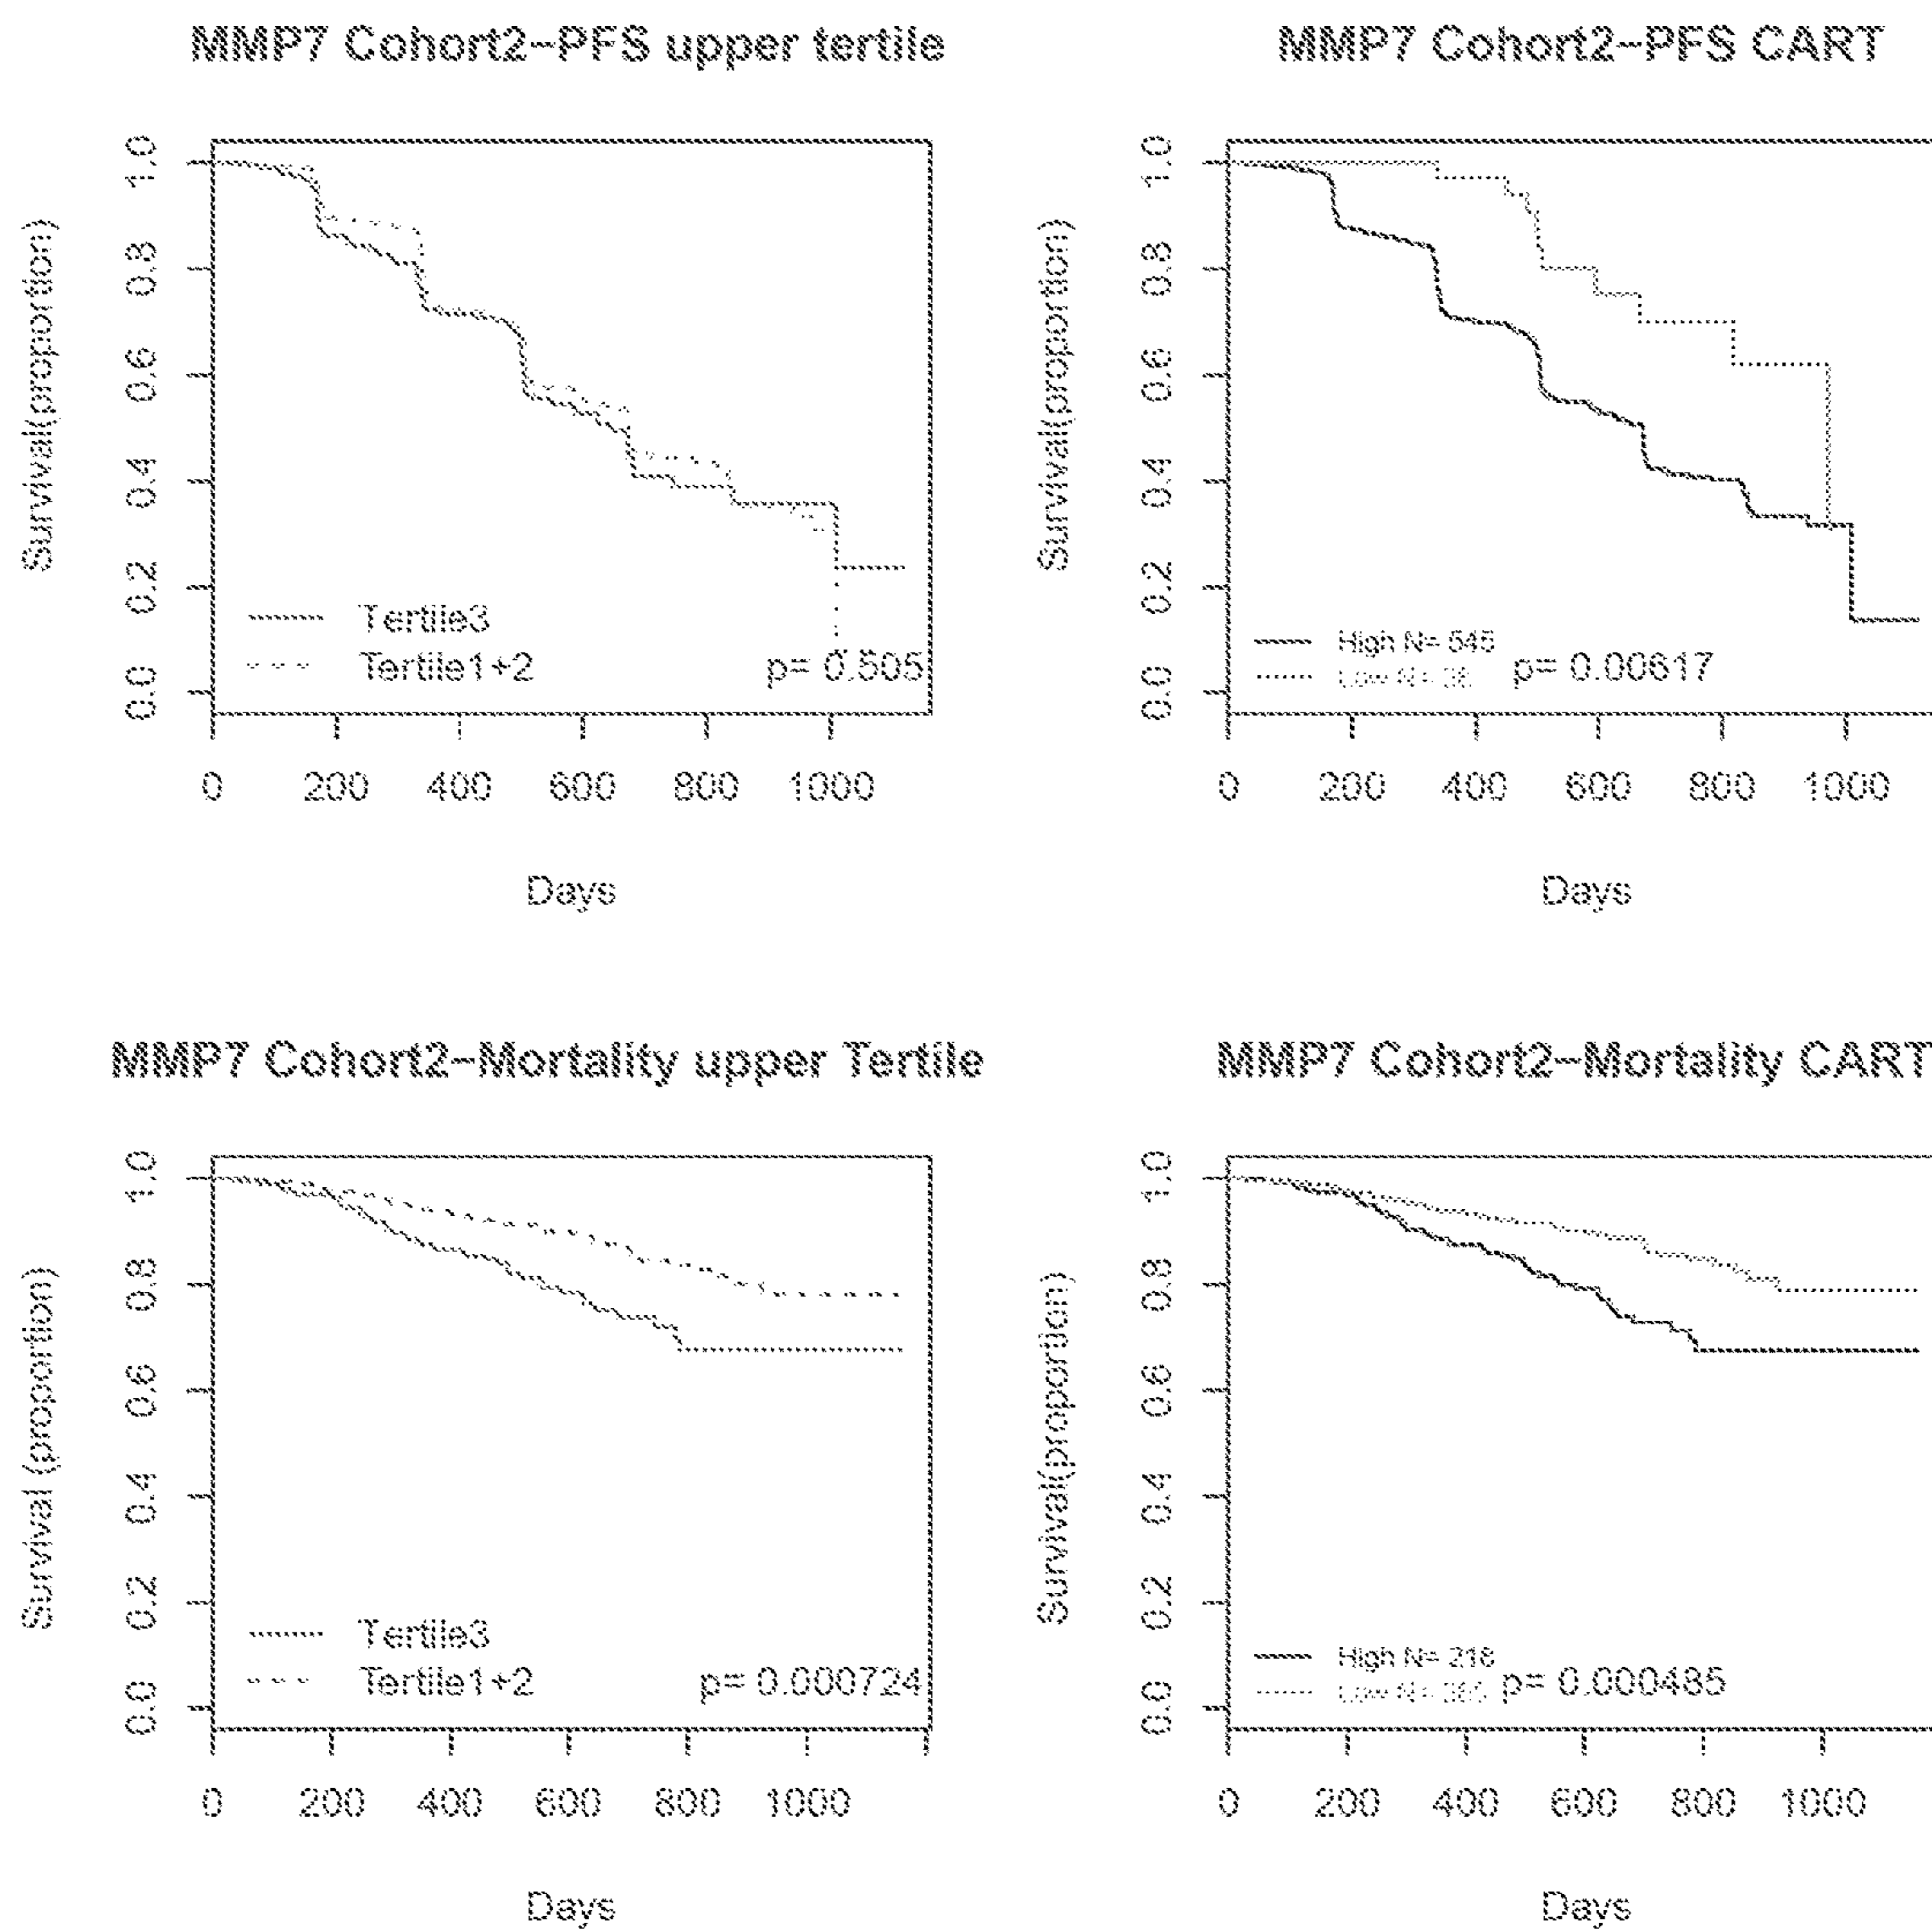 MMP7 Cohort2-PFS upper tertile
Survival(proportion)
1.0
0.8
0.6
0.4
0.2
0.0
Tertile3
Tertile1+2
p= 0.505
0 200 400 600 800 1000
Days
MMP7 Cohort2-PFS CART
Survival(proportion)
1.0
0.8
0.6
0.4
0.2
0.0
High N= 545
Low N=
p= 0.00617
0 200 400 600 800 1000
Days
MMP7 Cohort2-Mortality upper Tertile
Survival (proportion)
1.0
0.8
0.6
0.4
0.2
0.0
Tertile3
Tertile1+2
p= 0.000724
0 200 400 600 800 1000
Days
MMP7 Cohort2-Mortality CART
Survival(proportion)
1.0
0.8
0.6
0.4
0.2
0.0
High N= 216
Low N=
p= 0.000485
0 200 400 600 800 1000
Days